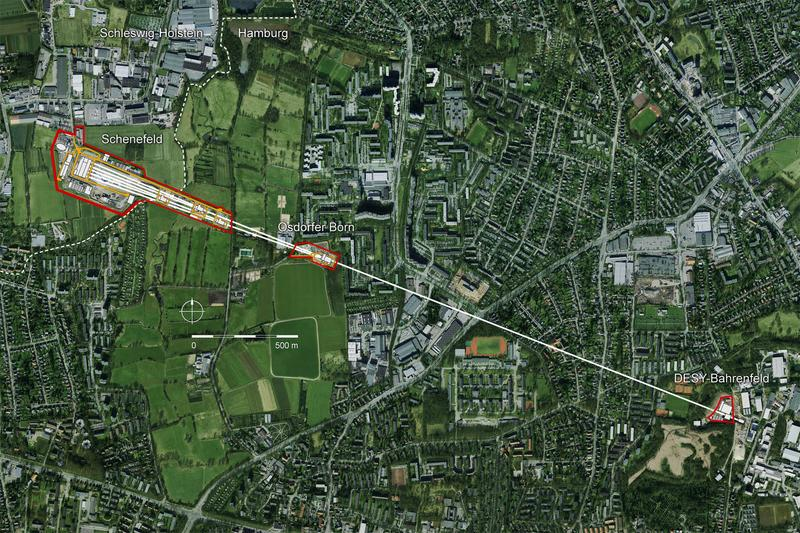 Schleswig-Holstein
Hamburg
Schenefeld
Osdorfer Born
0
500 m
DESY-Bahrenfeld